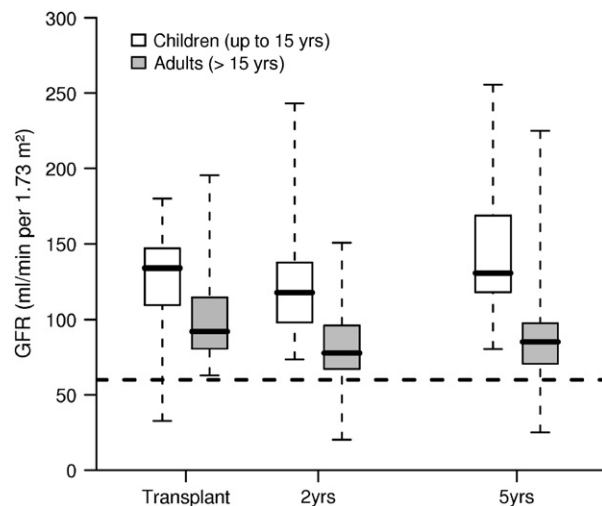 300
250
200
150
100
50
0
GFR (ml/min per 1.73 m²)
Children (up to 15 yrs)
Adults (> 15 yrs)
Transplant 2yrs 5yrs